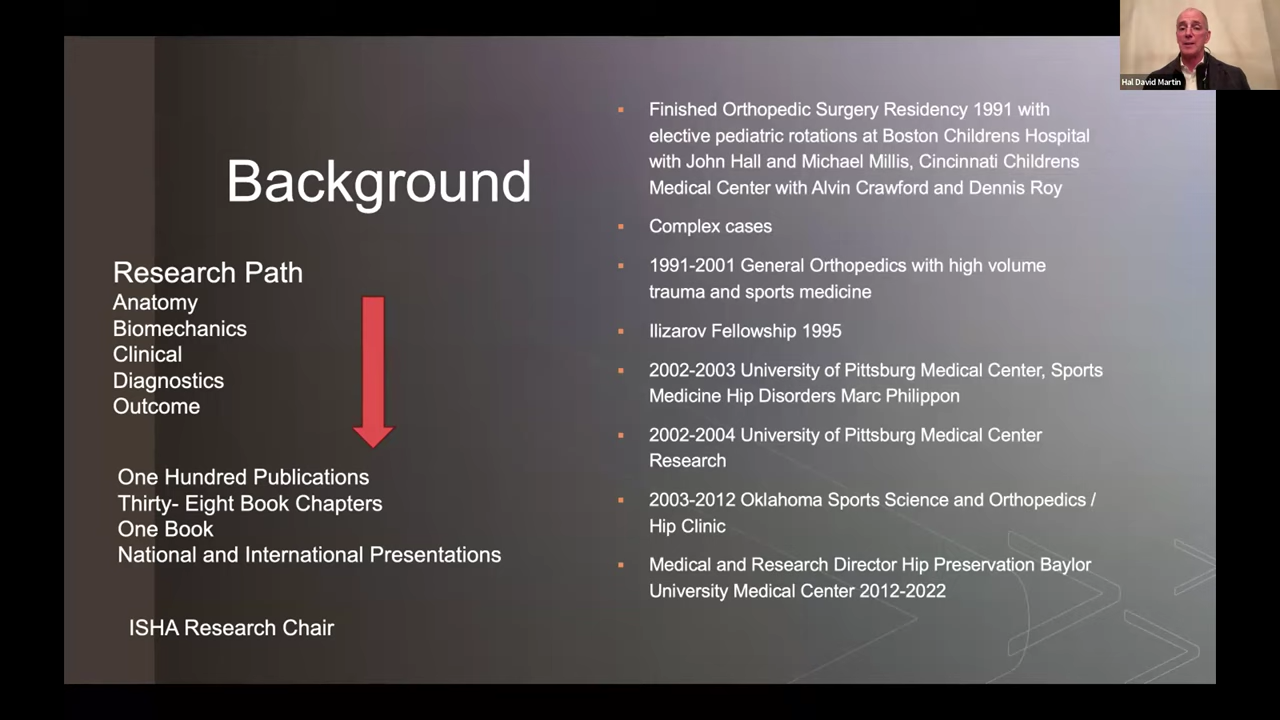 Background
Research Path
Anatomy
Biomechanics
Clinical
Diagnostics
Outcome
One Hundred Publications
Thirty- Eight Book Chapters
One Book
National and International Presentations
ISHA Research Chair
Finished Orthopedic Surgery Residency 1991 with
elective pediatric rotations at Boston Childrens Hospital
with John Hall and Michael Millis, Cincinnati Childrens
Medical Center with Alvin Crawford and Dennis Roy
Complex cases
1991-2001 General Orthopedics with high volume
trauma and sports medicine
Ilizarov Fellowship 1995
2002-2003 University of Pittsburg Medical Center, Sports
Medicine Hip Disorders Marc Philippon
2002-2004 University of Pittsburg Medical Center
Research
2003-2012 Oklahoma Sports Science and Orthopedics /
Hip Clinic
Medical and Research Director Hip Preservation Baylor
University Medical Center 2012-2022
Hal David Martin